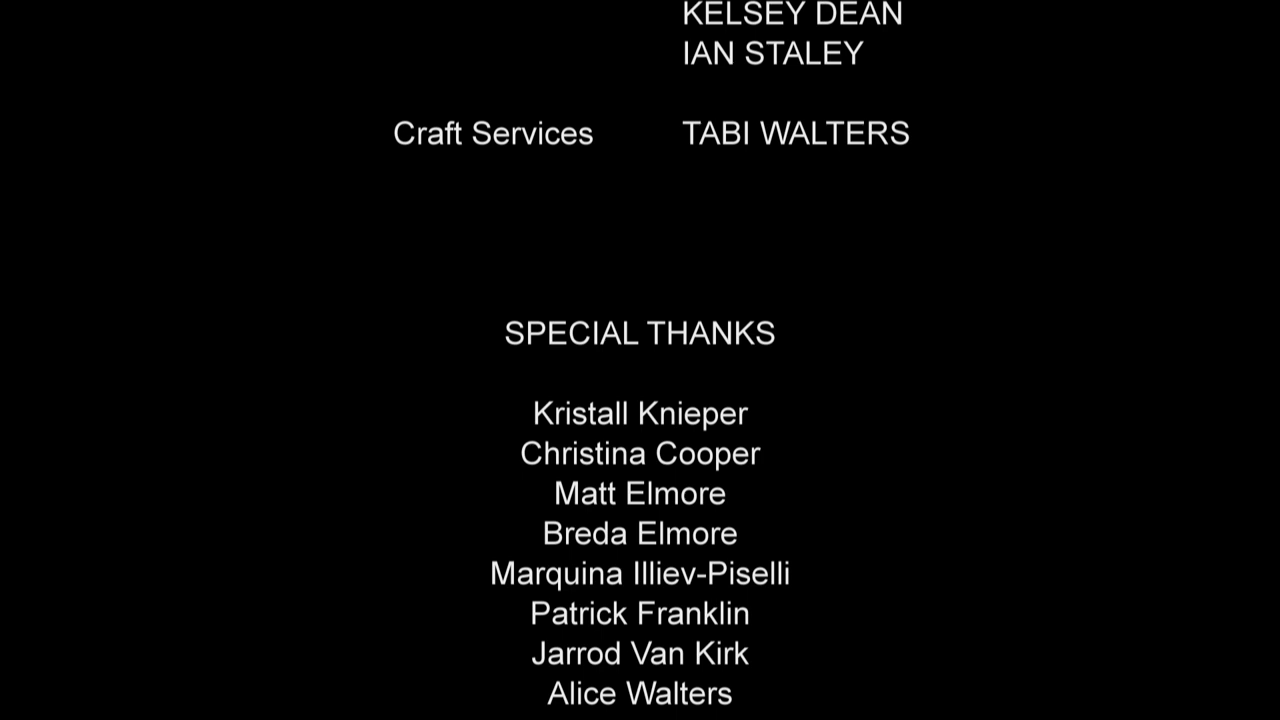 KELSEY DEAN
IAN STALEY
Craft Services TABI WALTERS
SPECIAL THANKS
Kristall Knieper
Christina Cooper
Matt Elmore
Breda Elmore
Marquina Illiev-Piselli
Patrick Franklin
Jarrod Van Kirk
Alice Walters